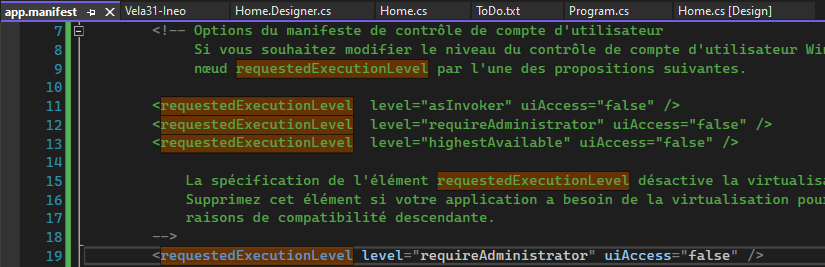 app.manifest Vela31-Ineo Home.Designer.cs Home.cs ToDo.txt Program.cs Home.cs [Design]
7 <!-- Options du manifeste de contrôle de compte d'utilisateur
8 Si vous souhaitez modifier le niveau du contrôle de compte d'utilisateur Win
9 nœud requestedExecutionLevel par l'une des propositions suivantes.
10
11 <requestedExecutionLevel level="asInvoker" uiAccess="false" />
12 <requestedExecutionLevel level="requireAdministrator" uiAccess="false" />
13 <requestedExecutionLevel level="highestAvailable" uiAccess="false" />
14
15 La spécification de l'élément requestedExecutionLevel désactive la virtualisa
16 Supprimez cet élément si votre application a besoin de la virtualisation pou
17 raisons de compatibilité descendante.
18 -->
19 <requestedExecutionLevel level="requireAdministrator" uiAccess="false" />